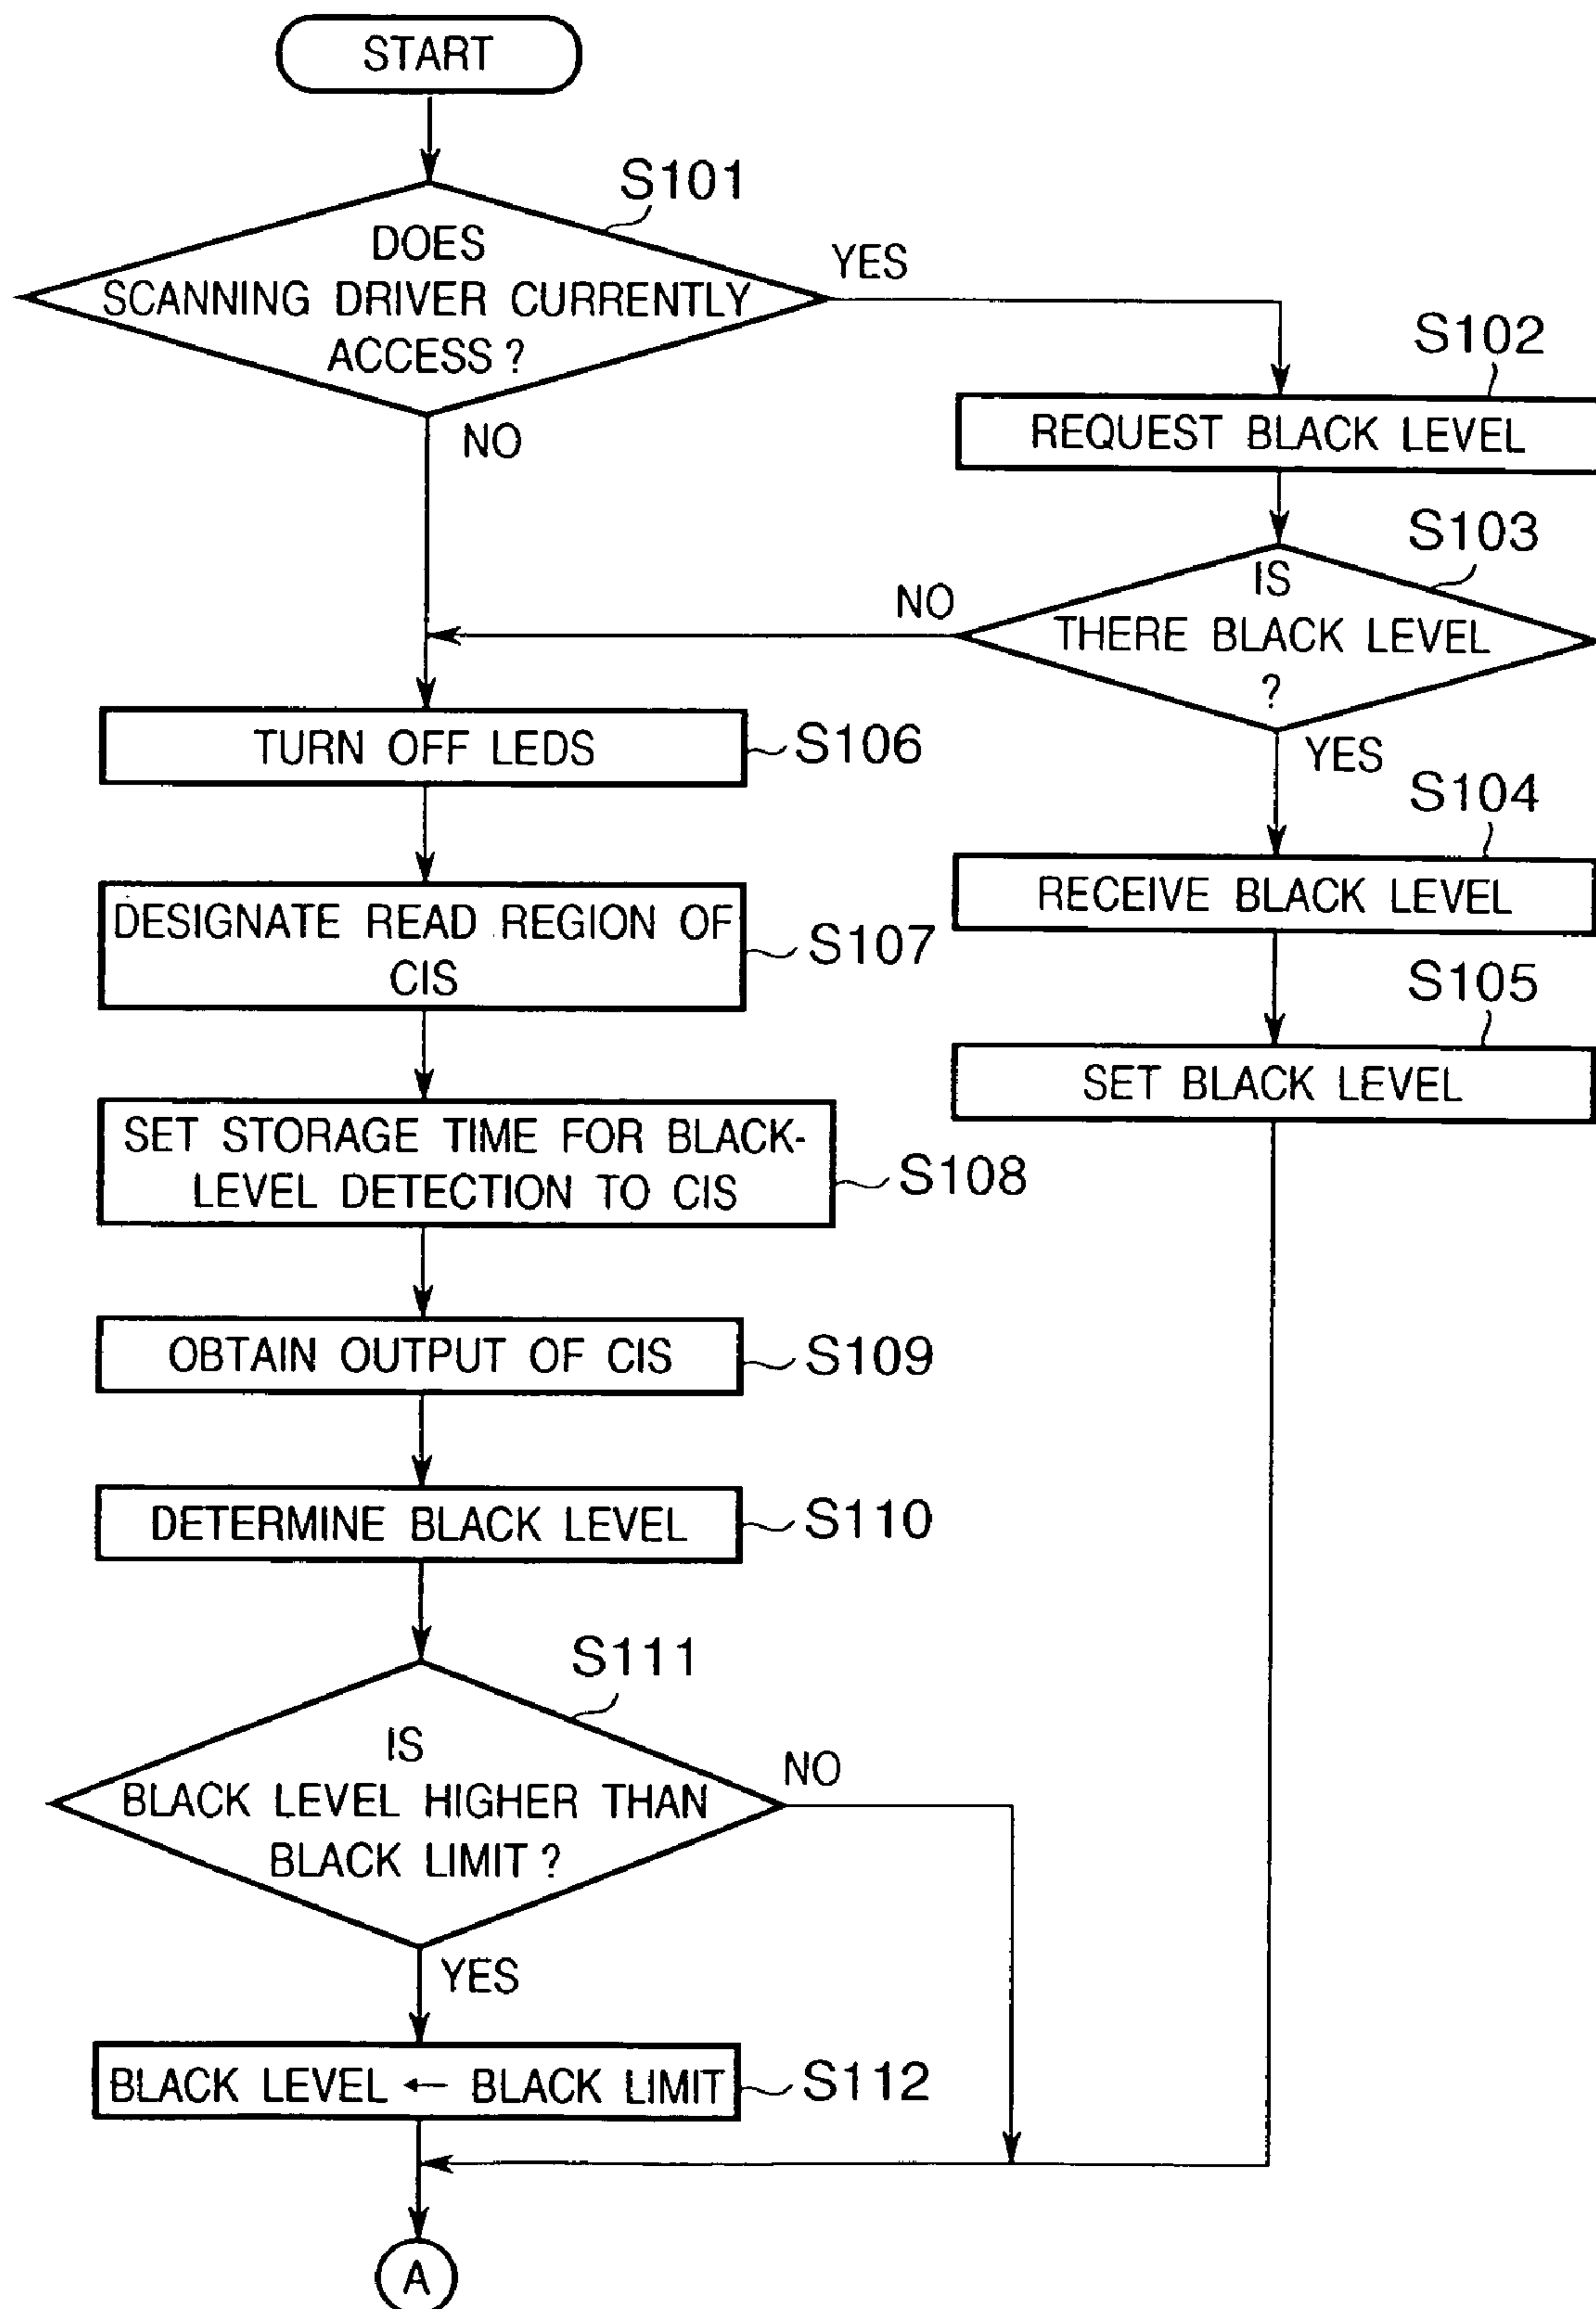 START
S101
DOES
SCANNING DRIVER CURRENTLY
ACCESS?
YES
NO
S102
REQUEST BLACK LEVEL
S103
IS
THERE BLACK LEVEL
?
NO
YES
S104
RECEIVE BLACK LEVEL
S105
SET BLACK LEVEL
TURN OFF LEDS
S106
DESIGNATE READ REGION OF
CIS
S107
SET STORAGE TIME FOR BLACK-
LEVEL DETECTION TO CIS
S108
OBTAIN OUTPUT OF CIS
S109
DETERMINE BLACK LEVEL
S110
S111
IS
BLACK LEVEL HIGHER THAN
BLACK LIMIT?
NO
YES
BLACK LEVEL ← BLACK LIMIT
S112
A